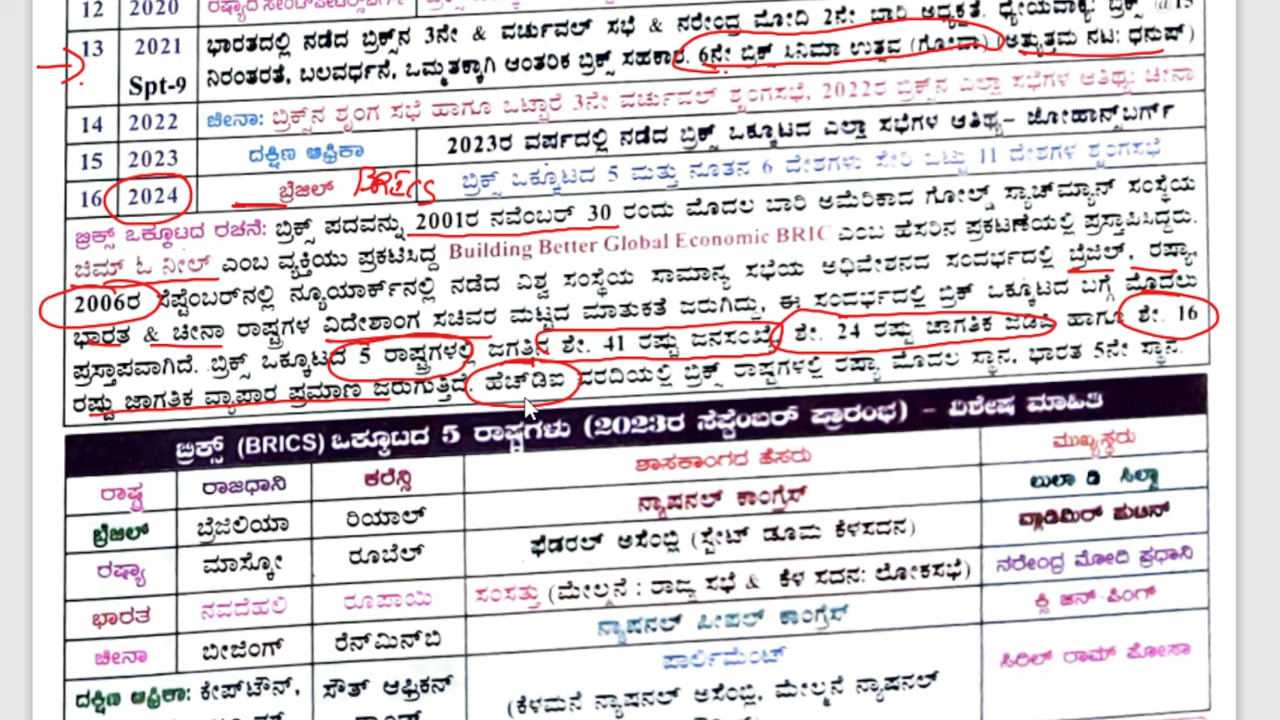 12 2020 ರಷ್ಯಾದ ಸೇಂಟ್‌ಪೀಟರ್ಸ್‌ಬರ್ಗ್
13 2021 Spt-9 ಭಾರತದಲ್ಲಿ ನಡೆದ ಬ್ರಿಕ್ಸ್‌ನ 3ನೇ & ವರ್ಚುವಲ್ ಸಭೆ & ನರೇಂದ್ರ ಮೋದಿ 2ನೇ ಬಾರಿ ಅಧ್ಯಕ್ಷತೆ. ಧ್ಯೇಯವಾಕ್ಯ: ಬ್ರಿಕ್ಸ್ @15
ನಿರಂತರತೆ, ಬಲವರ್ಧನೆ, ಒಮ್ಮತಕ್ಕಾಗಿ ಆಂತರಿಕ ಬ್ರಿಕ್ಸ್ ಸಹಕಾರ. 6ನೇ ಬ್ರಿಕ್ಸ್ ಸಿನಿಮಾ ಉತ್ಸವ (ಗೋವಾ) (ಅತ್ಯುತ್ತಮ ನಟ: ಧನುಷ್)
14 2022 ಚೀನಾ: ಬ್ರಿಕ್ಸ್‌ನ ಶೃಂಗ ಸಭೆ ಹಾಗೂ ಒಟ್ಟಾರೆ 3ನೇ ವರ್ಚುವಲ್ ಶೃಂಗಸಭೆ, 2022ರ ಬ್ರಿಕ್ಸ್‌ನ ಎಲ್ಲಾ ಸಭೆಗಳ ಆತಿಥ್ಯ: ಚೀನಾ
15 2023 ದಕ್ಷಿಣ ಆಫ್ರಿಕಾ 2023ರ ವರ್ಷದಲ್ಲಿ ನಡೆದ ಬ್ರಿಕ್ಸ್ ಒಕ್ಕೂಟದ ಎಲ್ಲಾ ಸಭೆಗಳ ಆತಿಥ್ಯ– ಜೋಹಾನ್ಸ್‌ಬರ್ಗ್
16 2024 ಬ್ರೆಜಿಲ್ BRICS ಬ್ರಿಕ್ಸ್ ಒಕ್ಕೂಟದ 5 ಮತ್ತು ನೂತನ 6 ದೇಶಗಳು ಸೇರಿ ಒಟ್ಟು 11 ದೇಶಗಳ ಶೃಂಗಸಭೆ
ಬ್ರಿಕ್ಸ್ ಒಕ್ಕೂಟದ ರಚನೆ: ಬ್ರಿಕ್ಸ್ ಪದವನ್ನು 2001ರ ನವೆಂಬರ್ 30 ರಂದು ಮೊದಲ ಬಾರಿ ಅಮೆರಿಕಾದ ಗೋಲ್ಡ್ ಸ್ಯಾಚ್‌ಮ್ಯಾನ್ ಸಂಸ್ಥೆಯ
ಜಿಮ್ ಓ ನೀಲ್ ಎಂಬ ವ್ಯಕ್ತಿಯು ಪ್ರಕಟಿಸಿದ್ದ Building Better Global Economic BRIC ಎಂಬ ಹೆಸರಿನ ಪ್ರಕಟಣೆಯಲ್ಲಿ ಪ್ರಸ್ತಾಪಿಸಿದ್ದರು.
2006ರ ಸೆಪ್ಟೆಂಬರ್‌ನಲ್ಲಿ ನ್ಯೂಯಾರ್ಕ್‌ನಲ್ಲಿ ನಡೆದ ವಿಶ್ವ ಸಂಸ್ಥೆಯ ಸಾಮಾನ್ಯ ಸಭೆಯ ಅಧಿವೇಶನದ ಸಂದರ್ಭದಲ್ಲಿ ಬ್ರೆಜಿಲ್, ರಷ್ಯಾ,
ಭಾರತ & ಚೀನಾ ರಾಷ್ಟ್ರಗಳ ವಿದೇಶಾಂಗ ಸಚಿವರ ಮಟ್ಟದ ಮಾತುಕತೆ ಜರುಗಿದ್ದು, ಈ ಸಂದರ್ಭದಲ್ಲಿ ಬ್ರಿಕ್ ಒಕ್ಕೂಟದ ಬಗ್ಗೆ ಮೊದಲು
ಪ್ರಸ್ತಾಪವಾಗಿದೆ. ಬ್ರಿಕ್ಸ್ ಒಕ್ಕೂಟದ 5 ರಾಷ್ಟ್ರಗಳಲ್ಲಿ ಜಗತ್ತಿನ ಶೇ. 41 ರಷ್ಟು ಜನಸಂಖ್ಯೆ, ಶೇ. 24 ರಷ್ಟು ಜಾಗತಿಕ ಜಿಡಿಪಿ ಹಾಗೂ ಶೇ. 16
ರಷ್ಟು ಜಾಗತಿಕ ವ್ಯಾಪಾರ ಪ್ರಮಾಣ ಜರುಗುತ್ತಿದೆ. ಹೆಚ್‌ಡಿಐ ವರದಿಯಲ್ಲಿ ಬ್ರಿಕ್ಸ್ ರಾಷ್ಟ್ರಗಳಲ್ಲಿ ರಷ್ಯಾ ಮೊದಲ ಸ್ಥಾನ, ಭಾರತ 5ನೇ ಸ್ಥಾನ.
ಬ್ರಿಕ್ಸ್ (BRICS) ಒಕ್ಕೂಟದ 5 ರಾಷ್ಟ್ರಗಳು (2023ರ ಸೆಪ್ಟೆಂಬರ್ ಪ್ರಾರಂಭ) – ವಿಶೇಷ ಮಾಹಿತಿ
ರಾಷ್ಟ್ರ ರಾಜಧಾನಿ ಕರೆನ್ಸಿ ಶಾಸಕಾಂಗದ ಹೆಸರು ಮುಖ್ಯಸ್ಥರು
ಬ್ರೆಜಿಲ್ ಬ್ರೆಜಿಲಿಯಾ ರಿಯಾಲ್ ನ್ಯಾಷನಲ್ ಕಾಂಗ್ರೆಸ್ ಲುಲಾ ಡಿ ಸಿಲ್ವಾ
ರಷ್ಯಾ ಮಾಸ್ಕೋ ರೂಬೆಲ್ ಫೆಡರಲ್ ಅಸೆಂಬ್ಲಿ (ಸ್ಟೇಟ್ ಡೂಮ ಕೆಳಸದನ) ವ್ಲಾಡಿಮಿರ್ ಪುಟಿನ್
ಭಾರತ ನವದೆಹಲಿ ರೂಪಾಯಿ ಸಂಸತ್ತು (ಮೇಲ್ಮನೆ : ರಾಜ್ಯ ಸಭೆ & ಕೆಳ ಸದನ: ಲೋಕಸಭೆ) ನರೇಂದ್ರ ಮೋದಿ ಪ್ರಧಾನಿ
ಚೀನಾ ಬೀಜಿಂಗ್ ರೆನ್‌ಮಿನ್‌ಬಿ ನ್ಯಾಷನಲ್ ಪೀಪಲ್ ಕಾಂಗ್ರೆಸ್ ಕ್ಸಿ ಜಿನ್ ಪಿಂಗ್
ದಕ್ಷಿಣ ಆಫ್ರಿಕಾ: ಕೇಪ್‌ಟೌನ್, ಸೌತ್ ಆಫ್ರಿಕನ್ ಪಾರ್ಲಿಮೆಂಟ್ ಸಿರಿಲ್ ರಾಮ್ ಪೋಸಾ
(ಕೆಳಮನೆ ನ್ಯಾಷನಲ್ ಅಸೆಂಬ್ಲಿ, ಮೇಲ್ಮನೆ ನ್ಯಾಷನಲ್